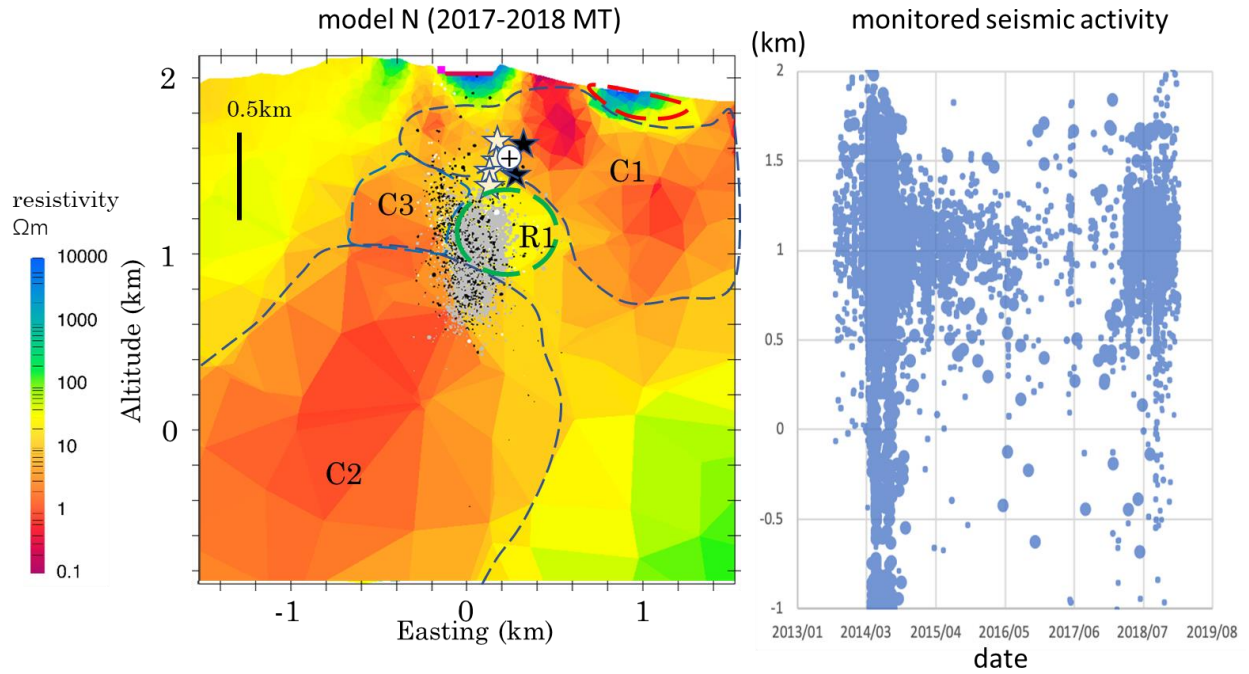 model N (2017-2018 MT)
monitored seismic activity
(km)
0.5km
resistivity
Ωm
10000
1000
100
10
1
0.1
Altitude (km)
2
1
0
C1
C3
R1
C2
-1
0
1
Easting (km)
2
1.5
1
0.5
0
-0.5
-1
2013/01
2014/03
2015/04
2016/05
2017/06
2018/07
2019/08
date